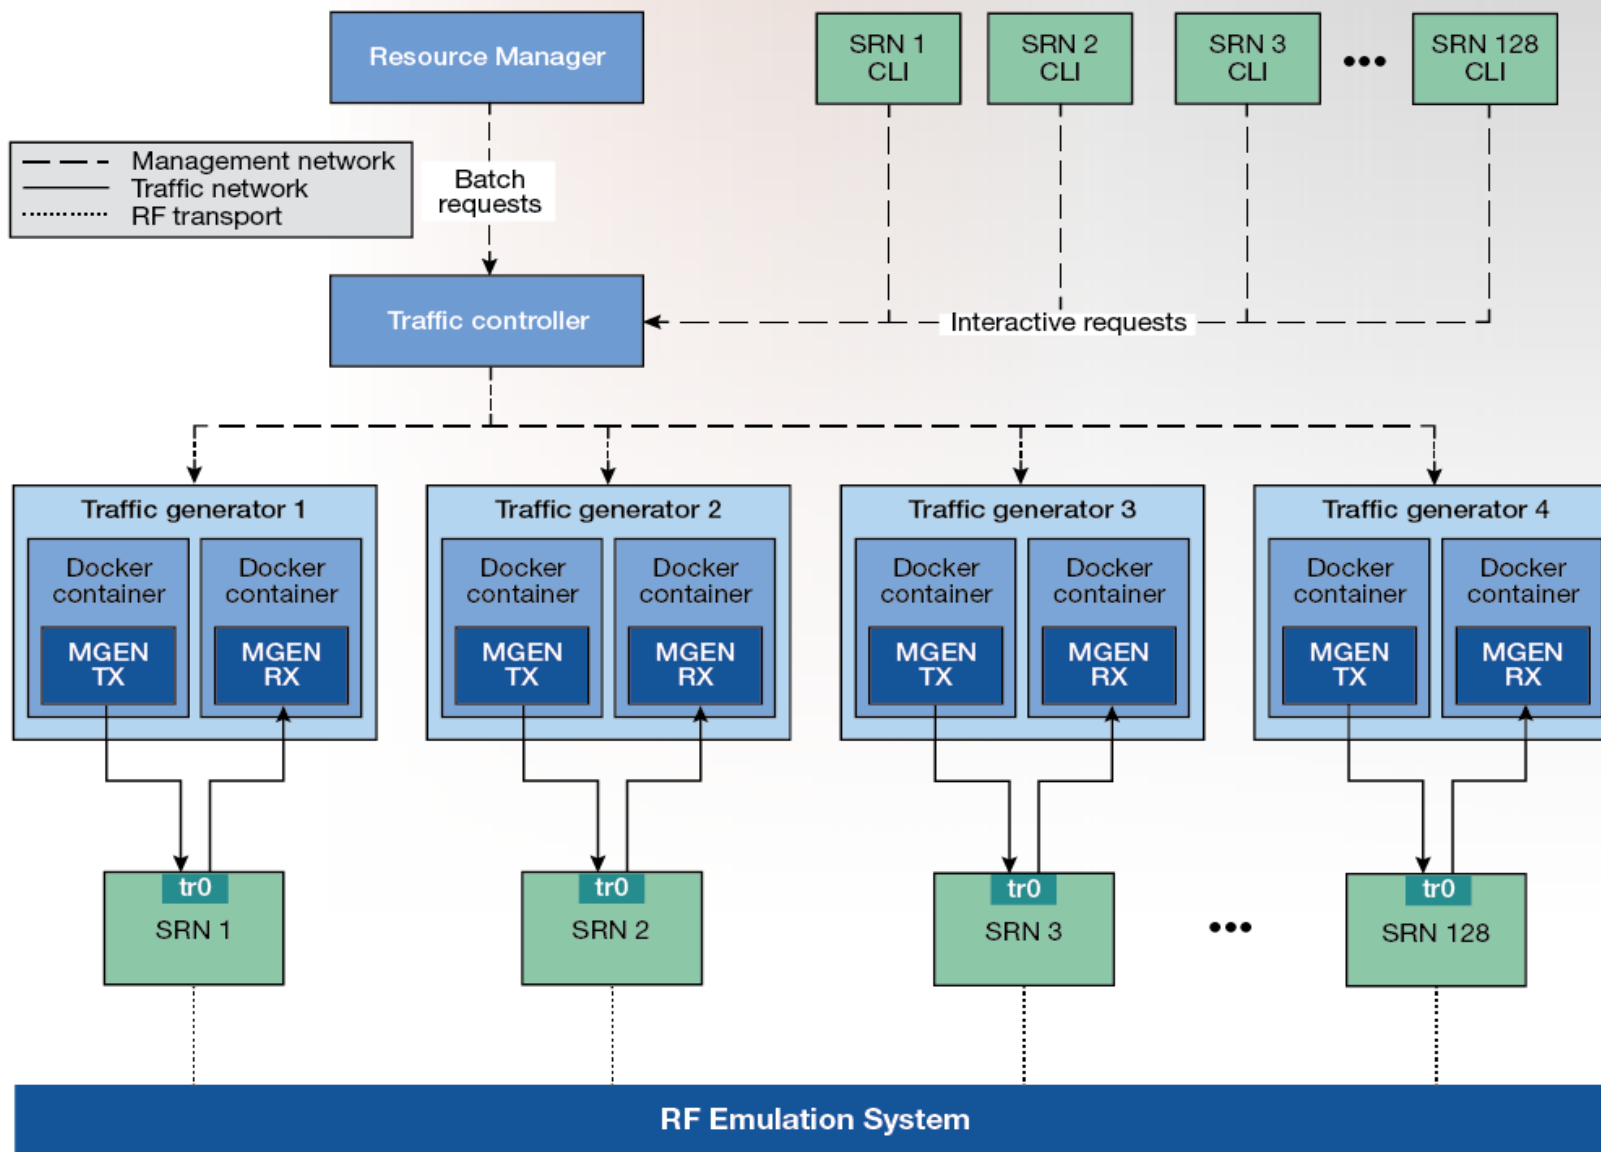 Resource Manager
SRN 1
CLI
SRN 2
CLI
SRN 3
CLI
•••
SRN 128
CLI
Management network
Traffic network
RF transport
Batch
requests
Traffic controller
Interactive requests
Traffic generator 1
Docker
container
MGEN
TX
Docker
container
MGEN
RX
Traffic generator 2
Docker
container
MGEN
TX
Docker
container
MGEN
RX
Traffic generator 3
Docker
container
MGEN
TX
Docker
container
MGEN
RX
Traffic generator 4
Docker
container
MGEN
TX
Docker
container
MGEN
RX
tr0
SRN 1
tr0
SRN 2
tr0
SRN 3
•••
tr0
SRN 128
RF Emulation System